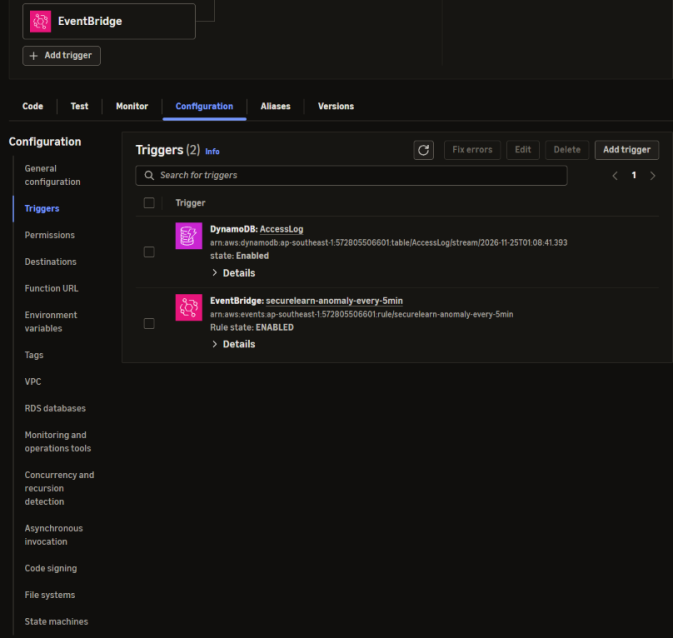 EventBridge
+ Add trigger
Code Test Monitor Configuration Aliases Versions
Configuration
General
configuration
Triggers
Permissions
Destinations
Function URL
Environment
variables
Tags
VPC
RDS databases
Monitoring and
operations tools
Concurrency and
recursion
detection
Asynchronous
invocation
Code signing
File systems
State machines
Triggers (2) Info
Fix errors Edit Delete Add trigger
Search for triggers
1
Trigger
DynamoDB: AccessLog
arn:aws:dynamodb:ap-southeast-1:572805506601:table/AccessLog/stream/2026-11-25T01:08:41.393
state: Enabled
Details
EventBridge: securelearn-anomaly-every-5min
arn:aws:events:ap-southeast-1:572805506601:rule/securelearn-anomaly-every-5min
Rule state: ENABLED
Details